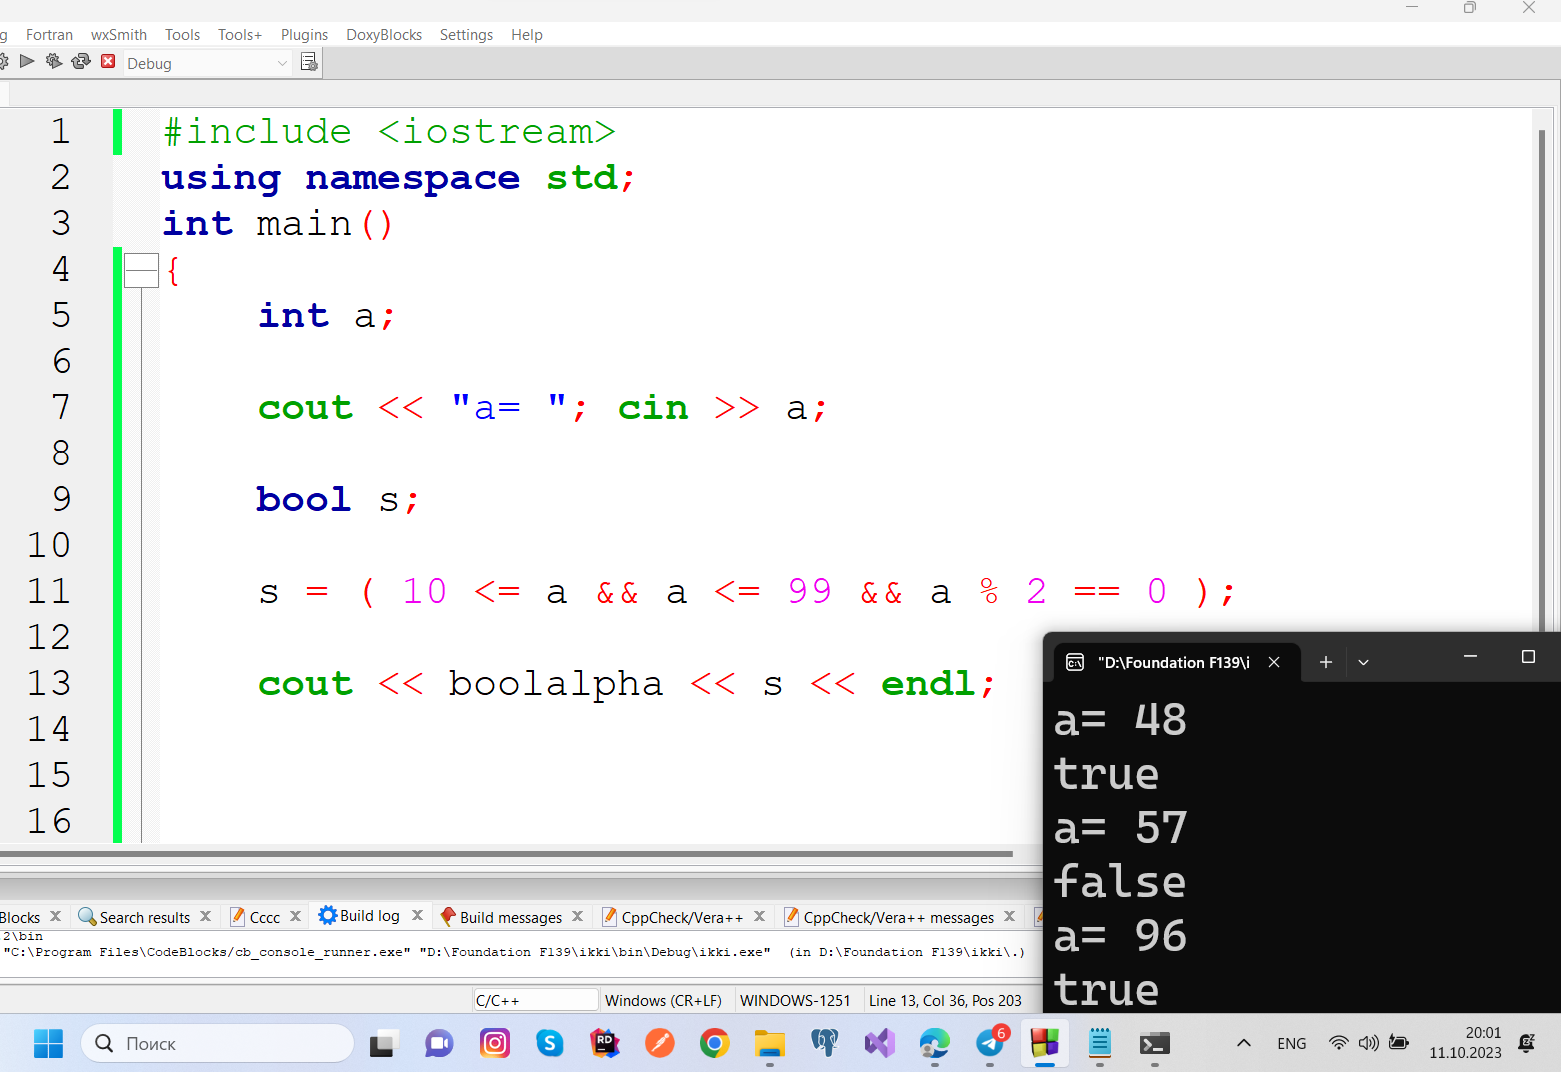 g Fortran wxSmith Tools Tools+ Plugins DoxyBlocks Settings Help
Debug
1 #include <iostream>
2 using namespace std;
3 int main()
4 {
5 int a;
6
7 cout << "a= "; cin >> a;
8
9 bool s;
10
11 s = ( 10 <= a && a <= 99 && a % 2 == 0 );
12
13 cout << boolalpha << s << endl;
14
15
16
"D:\Foundation F139\i
a= 48
true
a= 57
false
a= 96
true
Blocks Search results Cccc Build log Build messages CppCheck/Vera++ CppCheck/Vera++ messages
2\bin
"C:\Program Files\CodeBlocks/cb_console_runner.exe" "D:\Foundation F139\ikki\bin\Debug\ikki.exe" (in D:\Foundation F139\ikki\.)
C/C++ Windows (CR+LF) WINDOWS-1251 Line 13, Col 36, Pos 203
Поиск
RD
6
ENG
20:01
11.10.2023